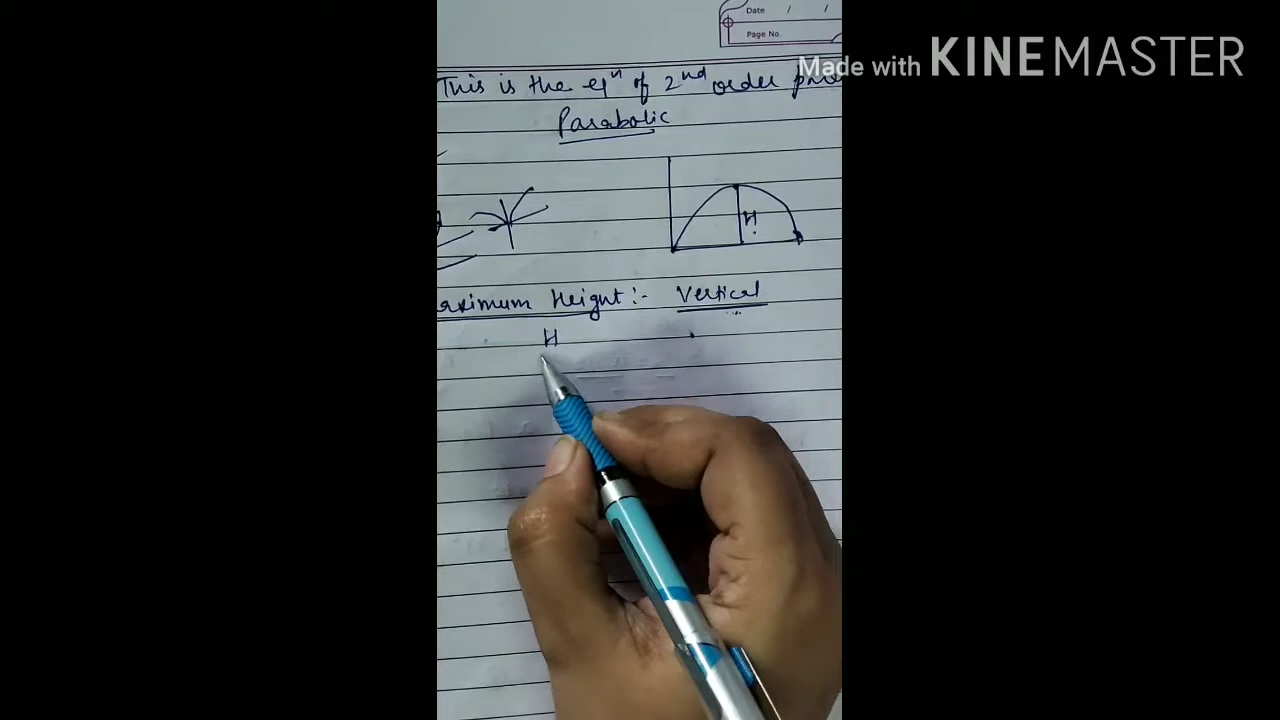 Date / /
Page No.
Made with KINEMASTER
This is the eqⁿ of 2nd order
Parabolic
H
aximum Height:- Vertical
H